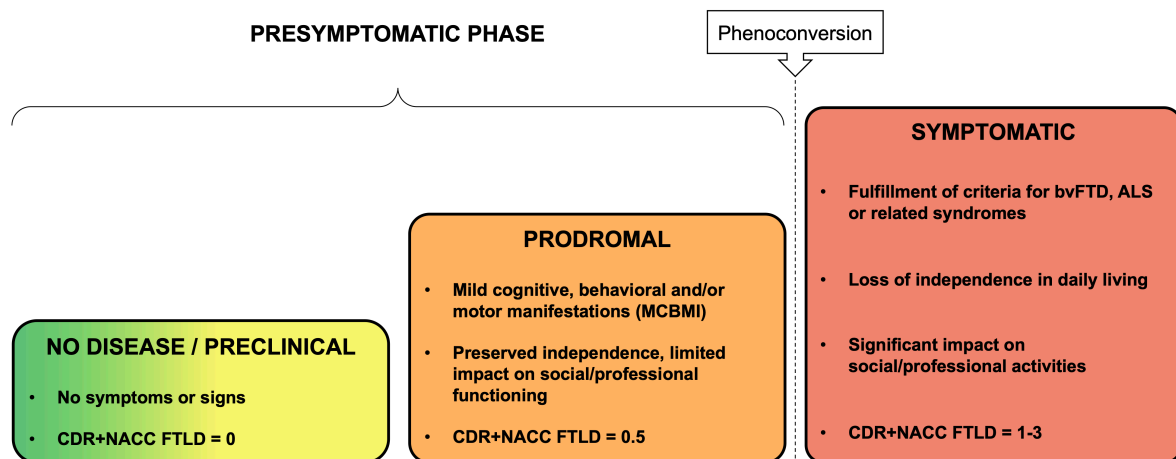 PRESYMPTOMATIC PHASE
Phenoconversion
NO DISEASE / PRECLINICAL
• No symptoms or signs
• CDR+NACC FTLD = 0
PRODROMAL
• Mild cognitive, behavioral and/or
motor manifestations (MCBMI)
• Preserved independence, limited
impact on social/professional
functioning
• CDR+NACC FTLD = 0.5
SYMPTOMATIC
• Fulfillment of criteria for bvFTD, ALS
or related syndromes
• Loss of independence in daily living
• Significant impact on
social/professional activities
• CDR+NACC FTLD = 1-3